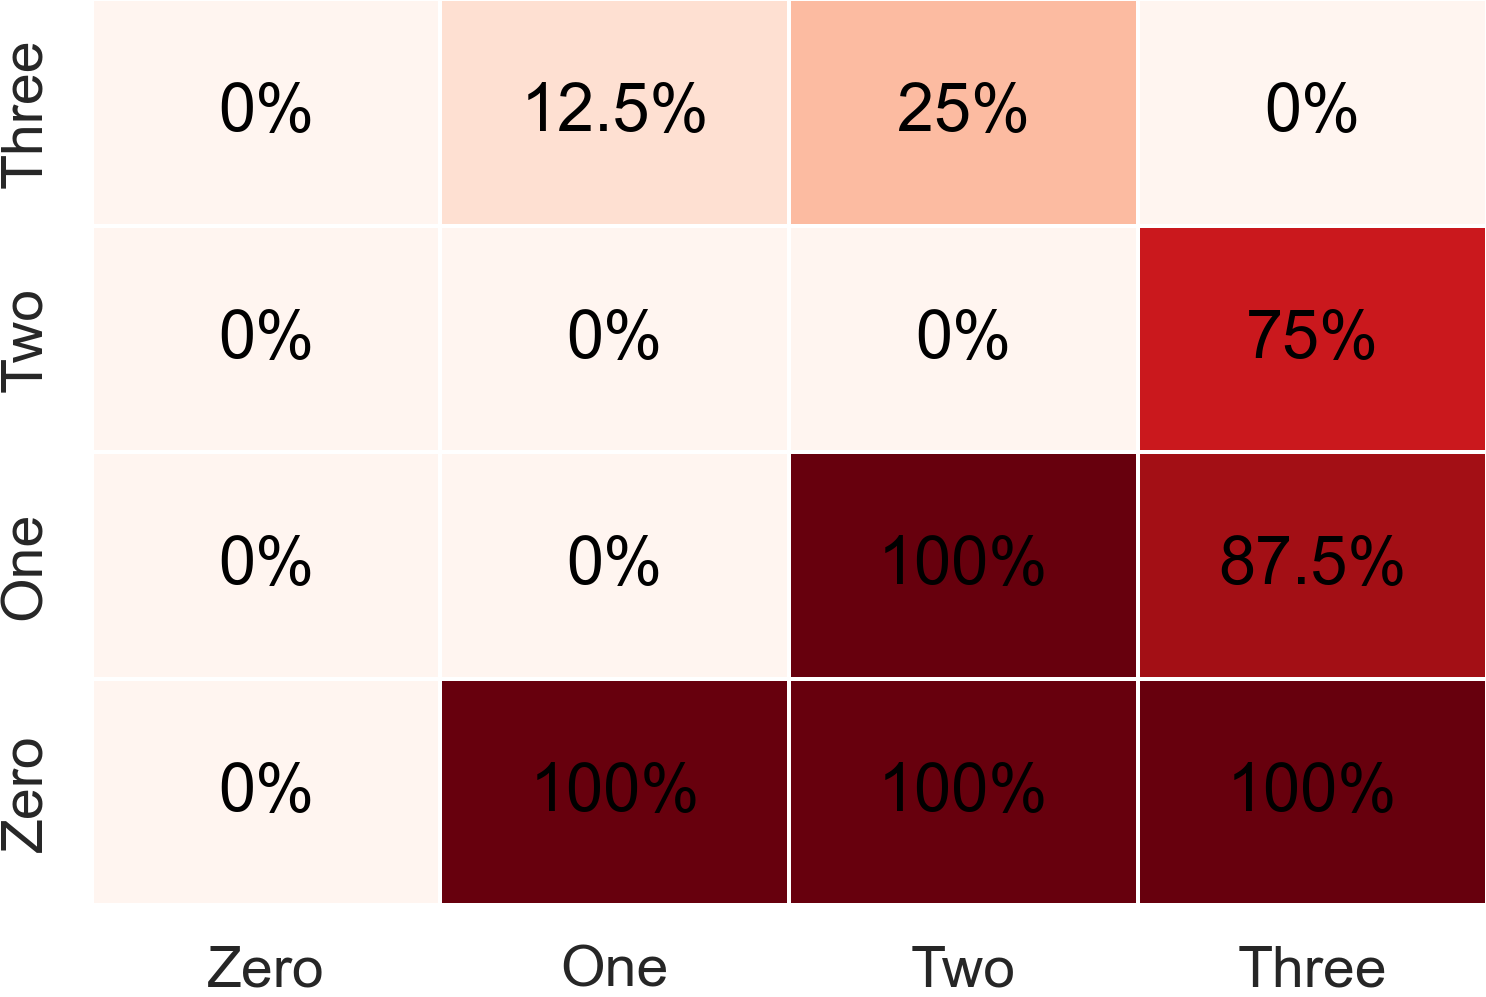 Three 0% 12.5% 25% 0%
Two 0% 0% 0% 75%
One 0% 0% 100% 87.5%
Zero 0% 100% 100% 100%
Zero One Two Three